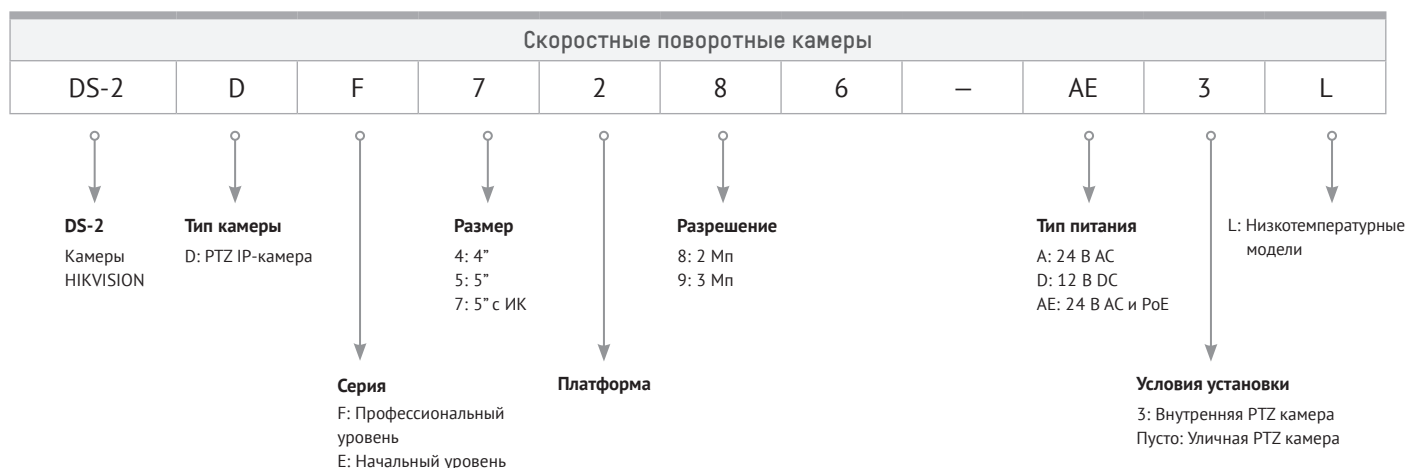 Скоростные поворотные камеры
DS-2 D F 7 2 8 6 – AE 3 L
DS-2
Камеры
HIKVISION
Тип камеры
D: PTZ IP-камера
Серия
F: Профессиональный
уровень
E: Начальный уровень
Размер
4: 4”
5: 5”
7: 5” с ИК
Платформа
Разрешение
8: 2 Мп
9: 3 Мп
Тип питания
A: 24 В AC
D: 12 В DC
AE: 24 В AC и PoE
Условия установки
3: Внутренняя PTZ камера
Пусто: Уличная PTZ камера
L: Низкотемпературные
модели